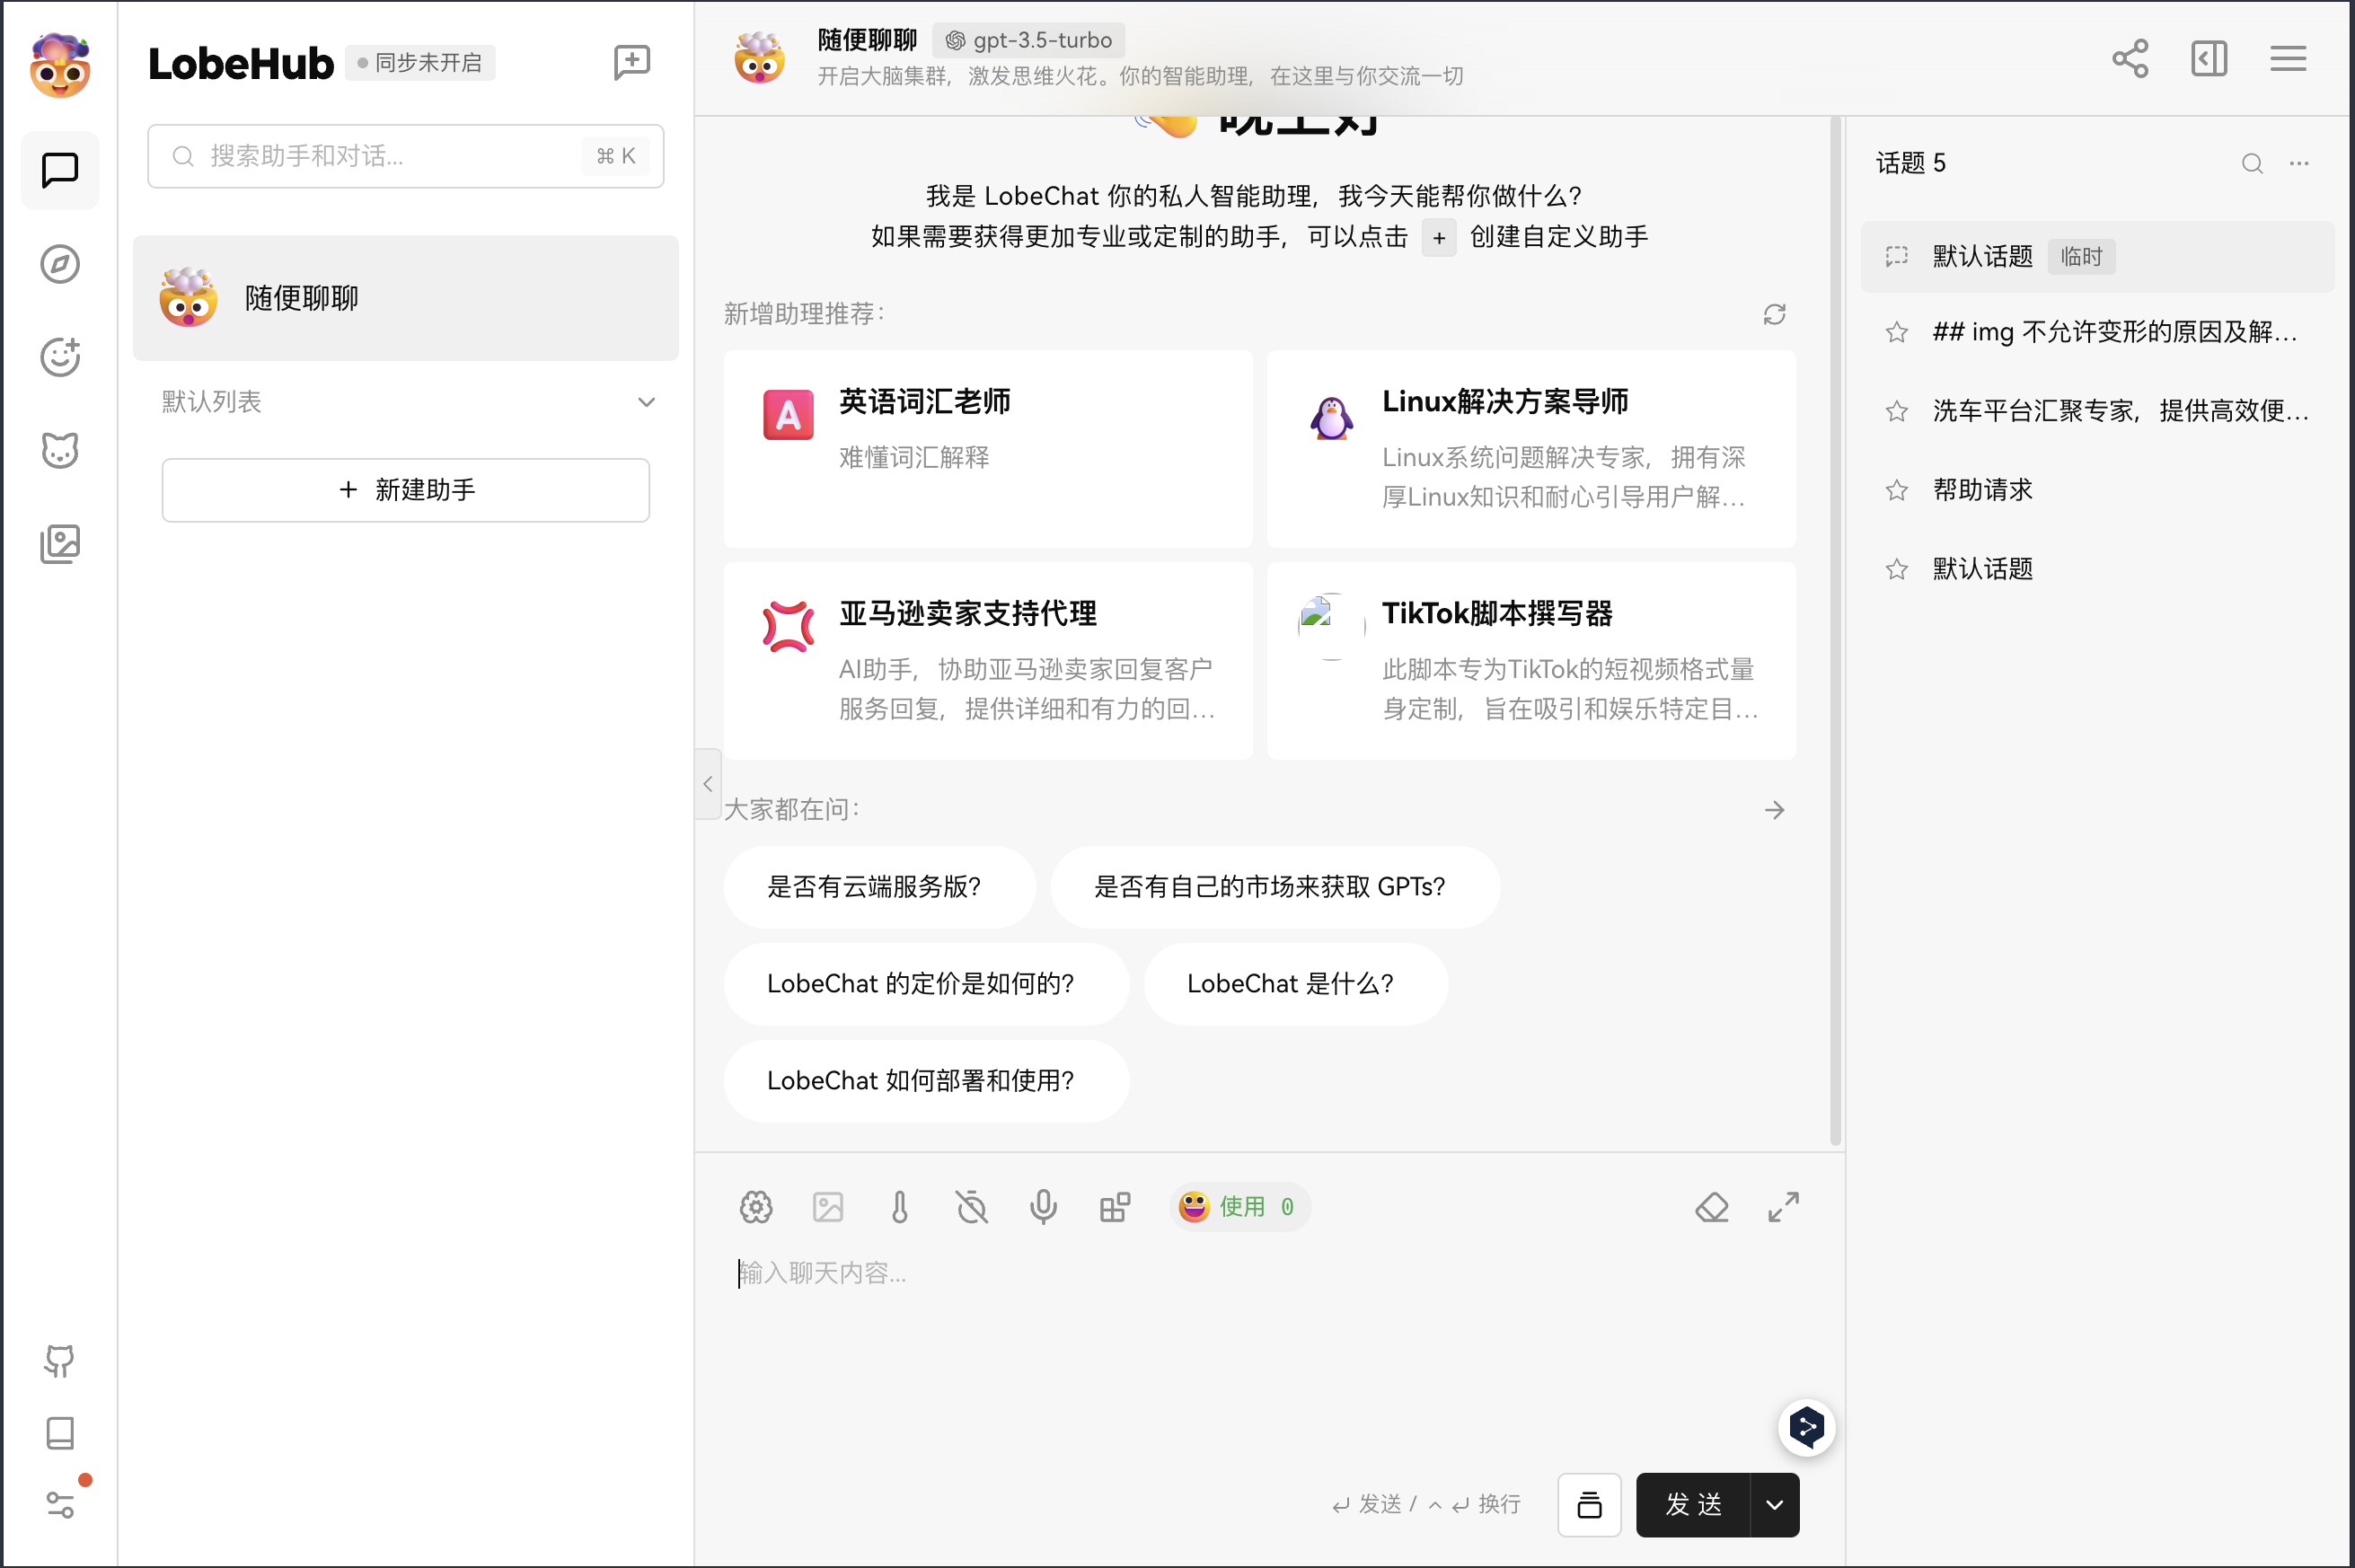 LobeHub
同步未开启
搜索助手和对话...
⌘ K
随便聊聊
默认列表
+ 新建助手
随便聊聊
gpt-3.5-turbo
开启大脑集群，激发思维火花。你的智能助理，在这里与你交流一切
晚上好
我是 LobeChat 你的私人智能助理，我今天能帮你做什么？
如果需要获得更加专业或定制的助手，可以点击 + 创建自定义助手
新增助理推荐：
英语词汇老师
难懂词汇解释
Linux解决方案导师
Linux系统问题解决专家，拥有深
厚Linux知识和耐心引导用户解...
亚马逊卖家支持代理
AI助手，协助亚马逊卖家回复客户
服务回复，提供详细和有力的回...
TikTok脚本撰写器
此脚本专为TikTok的短视频格式量
身定制，旨在吸引和娱乐特定目...
大家都在问：
是否有云端服务版？
是否有自己的市场来获取 GPTs？
LobeChat 的定价是如何的？
LobeChat 是什么？
LobeChat 如何部署和使用？
使用 0
输入聊天内容...
↵ 发送 / ^ ↵ 换行
发 送
话题 5
默认话题
临时
## img 不允许变形的原因及解...
洗车平台汇聚专家，提供高效便...
帮助请求
默认话题